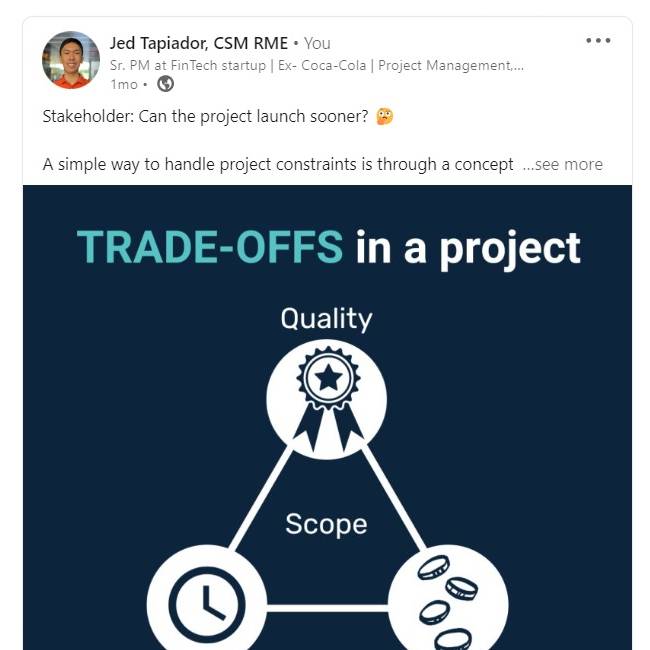 Jed Tapiador, CSM RME • You
Sr. PM at FinTech startup | Ex- Coca-Cola | Project Management,...
1mo •
Stakeholder: Can the project launch sooner? 🤔
A simple way to handle project constraints is through a concept ...see more
TRADE-OFFS in a project
Quality
Scope